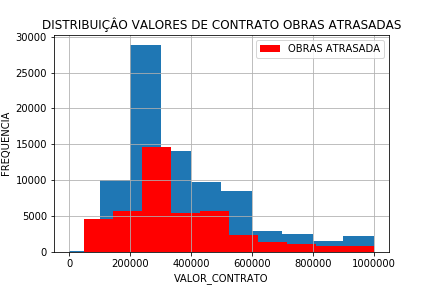 DISTRIBUIÇÂO VALORES DE CONTRATO OBRAS ATRASADAS
30000
25000
20000
15000
10000
5000
0
FREQUENCIA
OBRAS ATRASADA
0 200000 400000 600000 800000 1000000
VALOR_CONTRATO